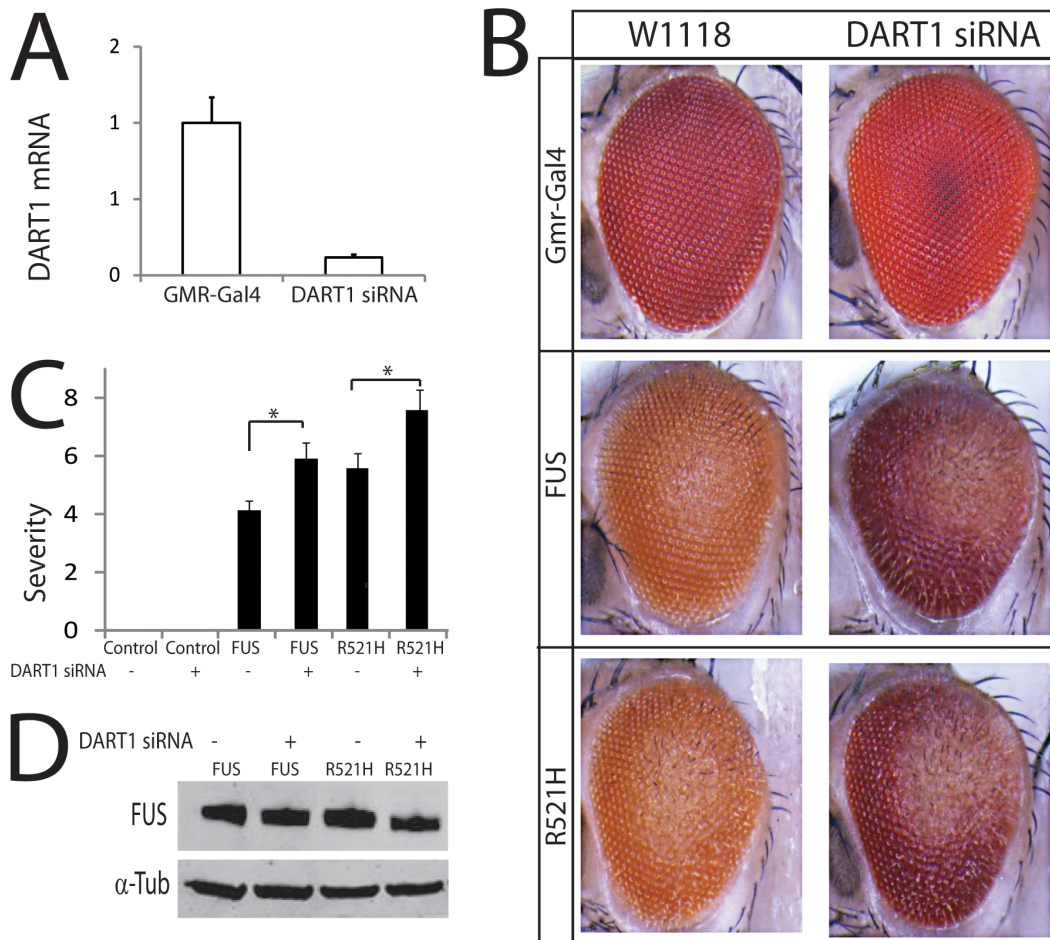 A
DART1 mRNA
2
1
1
0
GMR-Gal4 DART1 siRNA
B
W1118 DART1 siRNA
Gmr-Gal4
FUS
R521H
C
Severity
8
6
4
2
0
* *
Control Control FUS FUS R521H R521H
DART1 siRNA - + - + - +
D
DART1 siRNA - + - +
FUS FUS R521H R521H
FUS
α-Tub